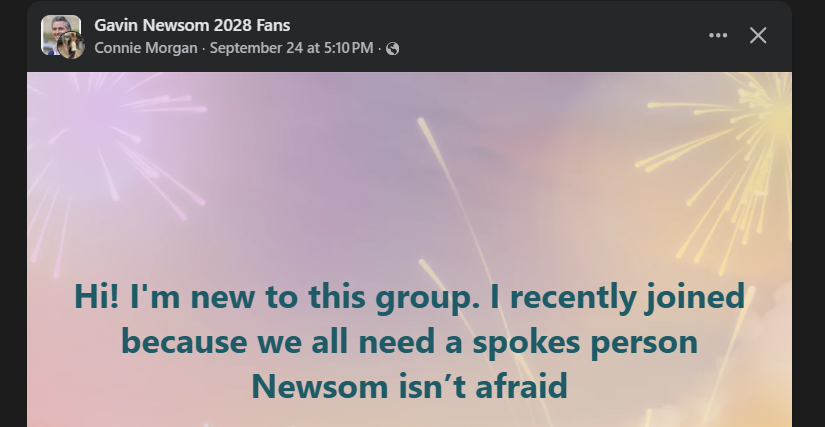 Gavin Newsom 2028 Fans
Connie Morgan · September 24 at 5:10 PM ·
Hi! I'm new to this group. I recently joined
because we all need a spokes person
Newsom isn’t afraid